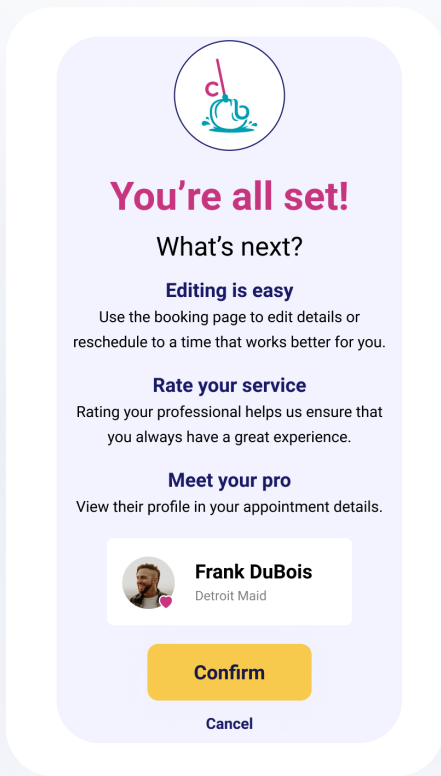 cb
You’re all set!
What’s next?
Editing is easy
Use the booking page to edit details or
reschedule to a time that works better for you.
Rate your service
Rating your professional helps us ensure that
you always have a great experience.
Meet your pro
View their profile in your appointment details.
Frank DuBois
Detroit Maid
Confirm
Cancel